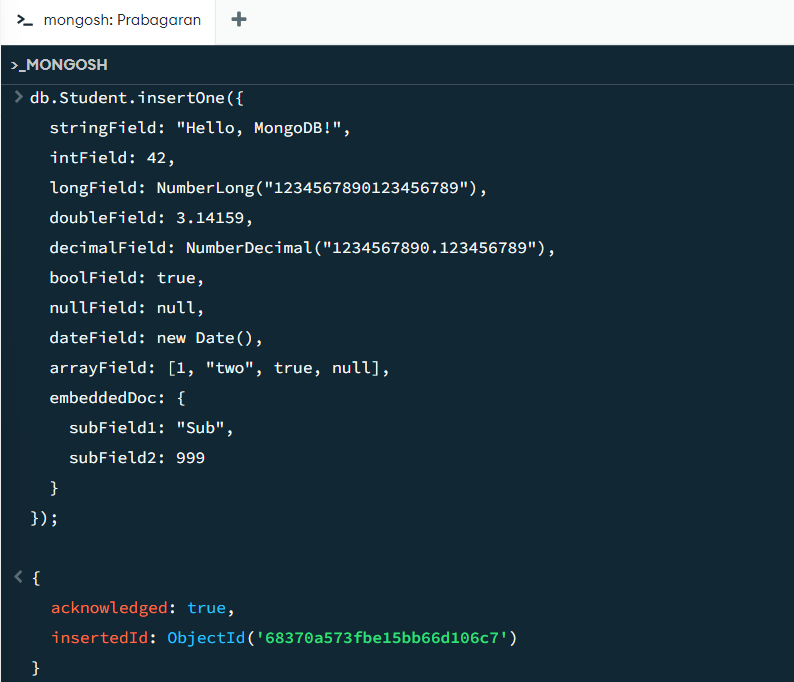 >_ mongosh: Prabagaran +
>_MONGOSH
> db.Student.insertOne({
  stringField: "Hello, MongoDB!",
  intField: 42,
  longField: NumberLong("1234567890123456789"),
  doubleField: 3.14159,
  decimalField: NumberDecimal("1234567890.123456789"),
  boolField: true,
  nullField: null,
  dateField: new Date(),
  arrayField: [1, "two", true, null],
  embeddedDoc: {
    subField1: "Sub",
    subField2: 999
  }
});
< {
  acknowledged: true,
  insertedId: ObjectId('68370a573fbe15bb66d106c7')
}